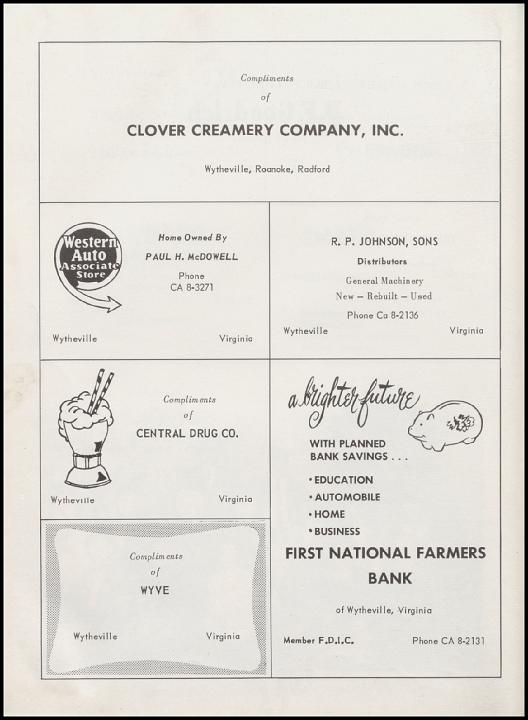 Compliments
of
CLOVER CREAMERY COMPANY, INC.
Wytheville, Roanoke, Radford
Western
Auto
Associate
Store
Home Owned By
PAUL H. McDOWELL
Phone
CA 8-3271
Wytheville Virginia
R. P. JOHNSON, SONS
Distributors
General Machinery
New — Rebuilt — Used
Phone Ca 8-2136
Wytheville Virginia
Compliments
of
CENTRAL DRUG CO.
Wytheville Virginia
Compliments
of
WYVE
Wytheville Virginia
a brighter future
WITH PLANNED
BANK SAVINGS . . .
• EDUCATION
• AUTOMOBILE
• HOME
• BUSINESS
FIRST NATIONAL FARMERS
BANK
of Wytheville, Virginia
Member F.D.I.C. Phone CA 8-2131